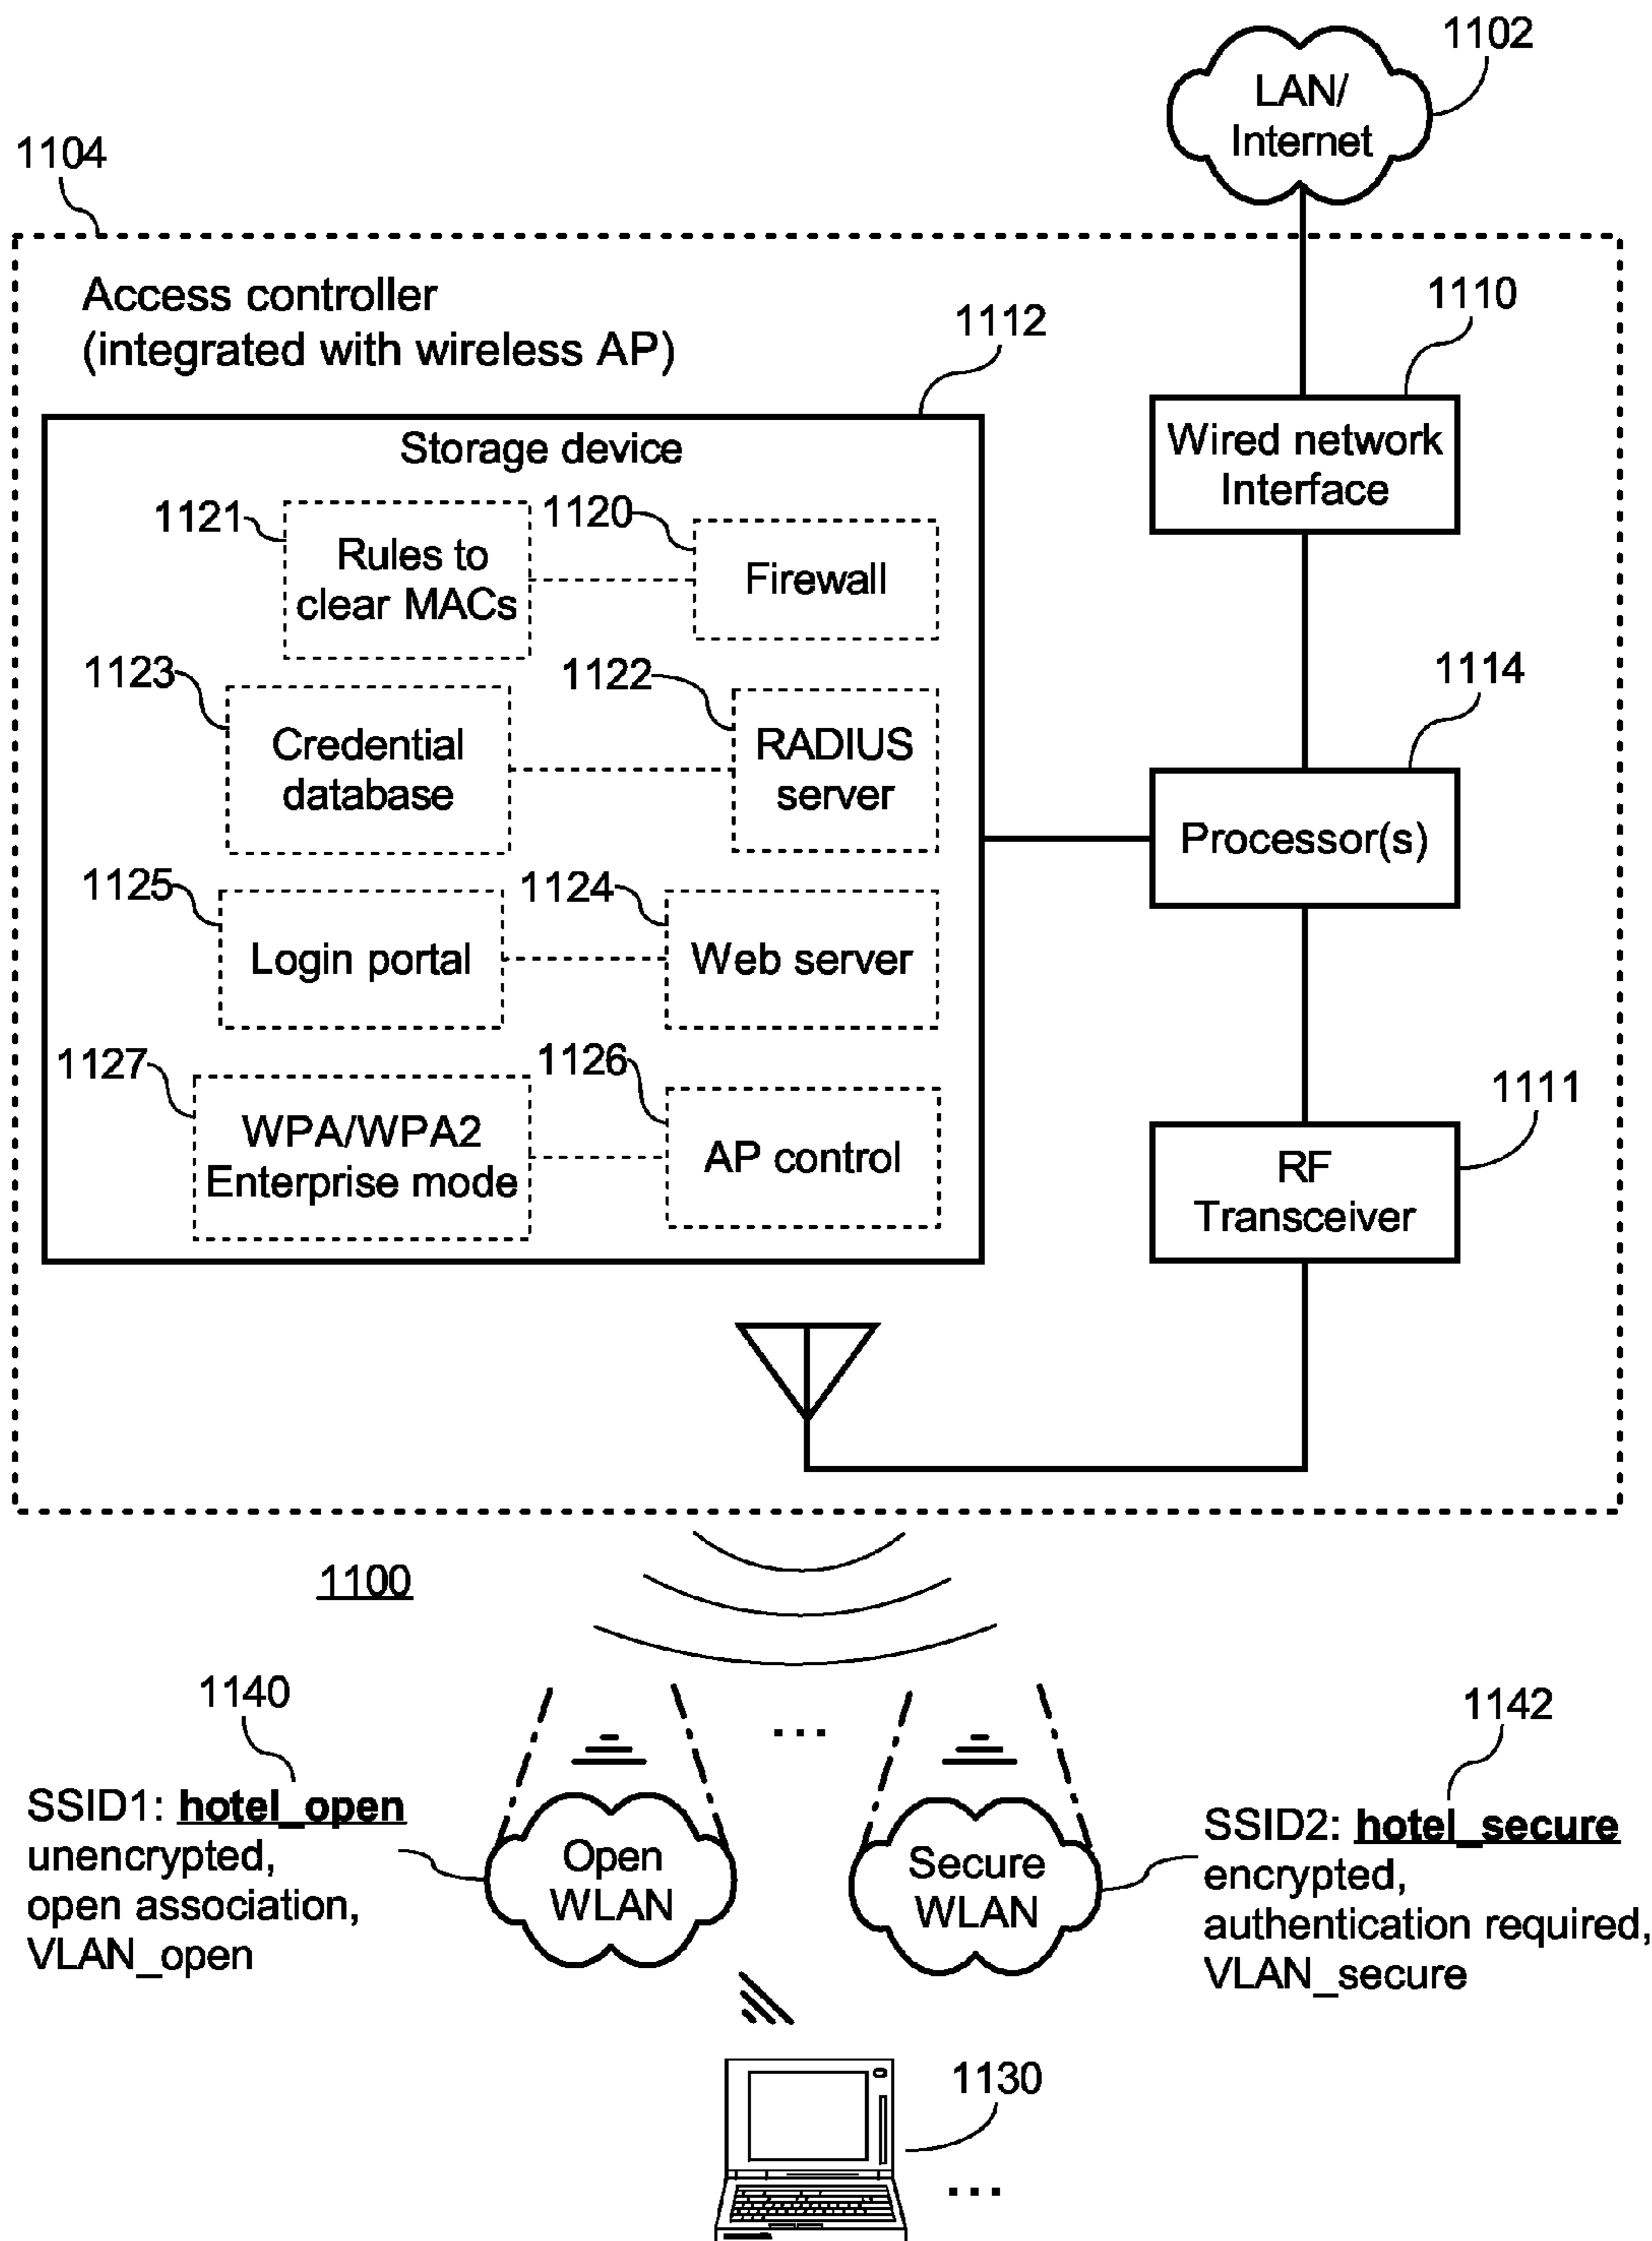 1102
LAN/
Internet
1104
Access controller
(integrated with wireless AP)
1110
1112
Wired network
Interface
Storage device
1121
Rules to
clear MACs
1120
Firewall
1123
Credential
database
1122
RADIUS
server
1114
Processor(s)
1125
Login portal
1124
Web server
1127
WPA/WPA2
Enterprise mode
1126
AP control
1111
RF
Transceiver
1100
1140
SSID1: hotel_open
unencrypted,
open association,
VLAN_open
Open
WLAN
...
Secure
WLAN
1142
SSID2: hotel_secure
encrypted,
authentication required,
VLAN_secure
1130
...